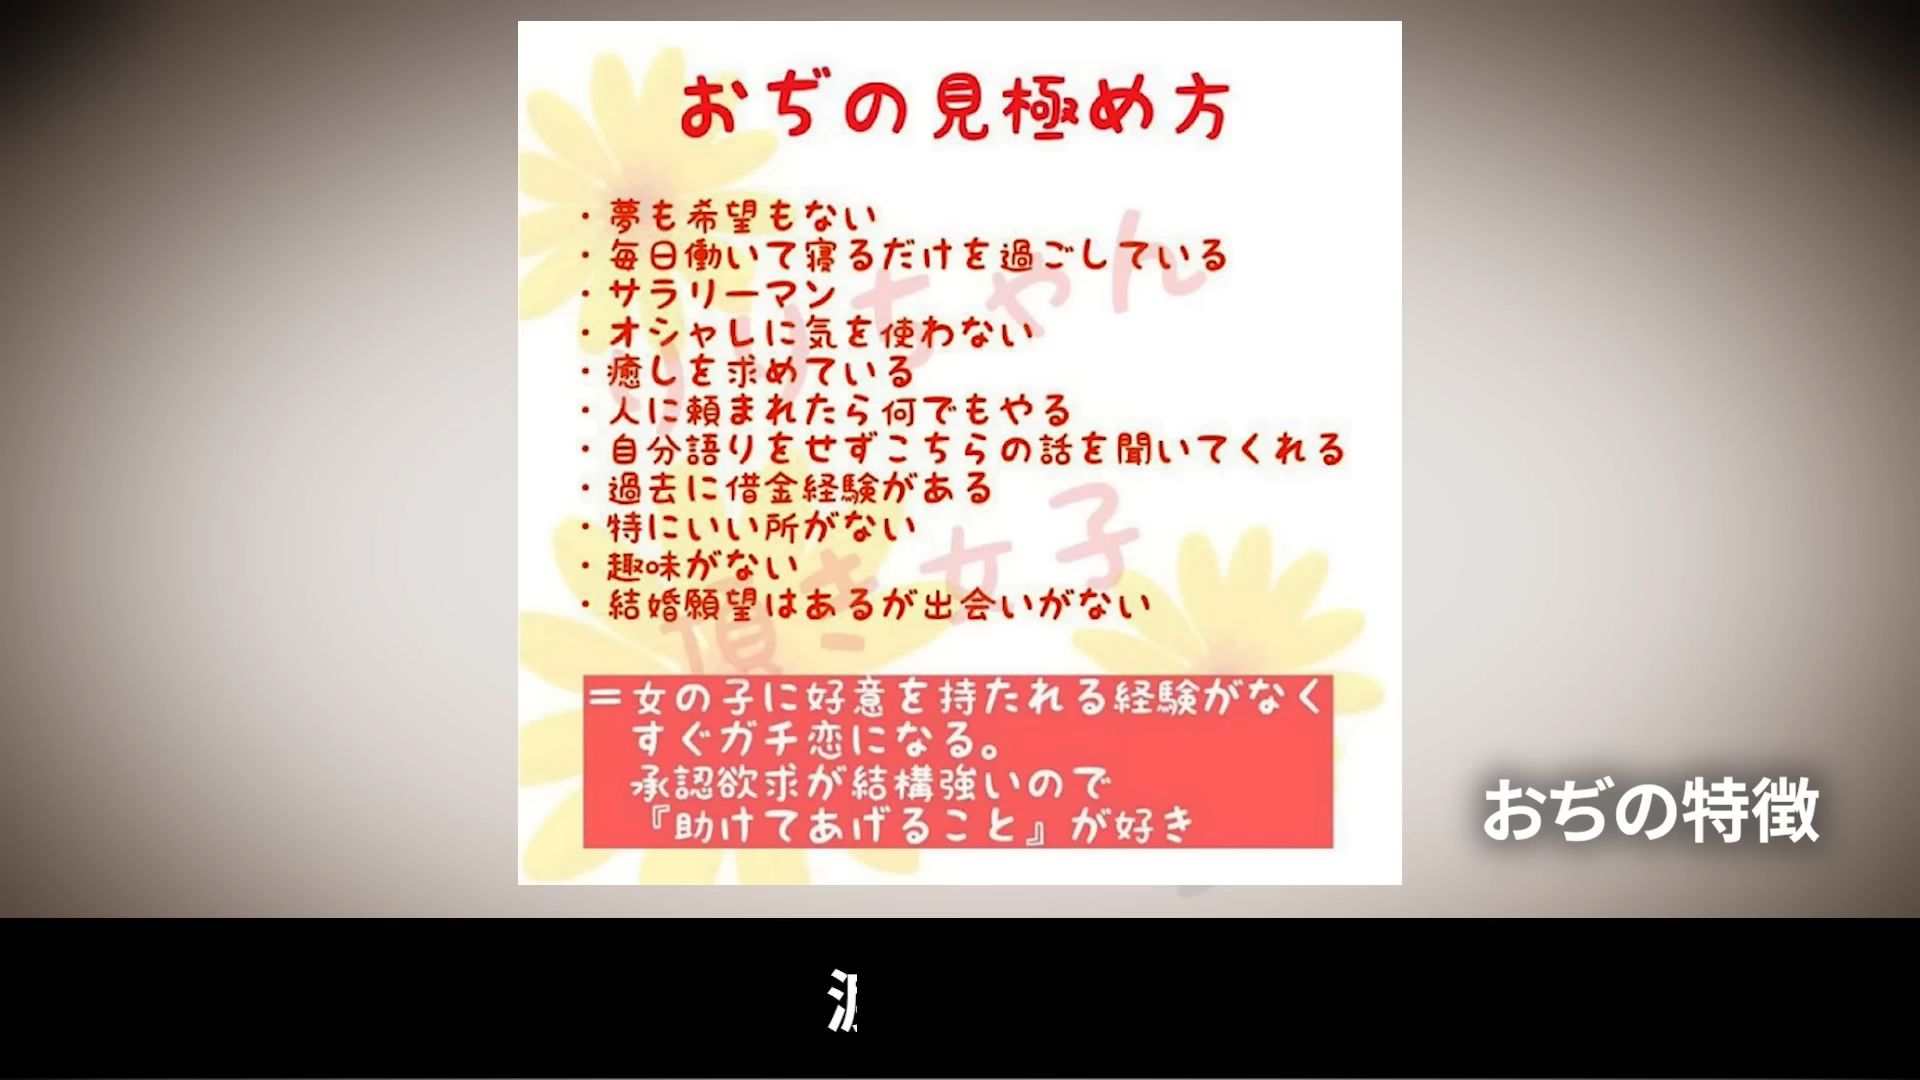 おぢの見極め方
・夢も希望もない
・毎日働いて寝るだけを過ごしている
・サラリーマン
・オシャレに気を使わない
・癒しを求めている
・人に頼まれたら何でもやる
・自分語りをせずこちらの話を聞いてくれる
・過去に借金経験がある
・特にいい所がない
・趣味がない
・結婚願望はあるが出会いがない
りりちゃん
頂き女子
＝女の子に好意を持たれる経験がなく
すぐガチ恋になる。
承認欲求が結構強いので
『助けてあげること』が好き
おぢの特徴